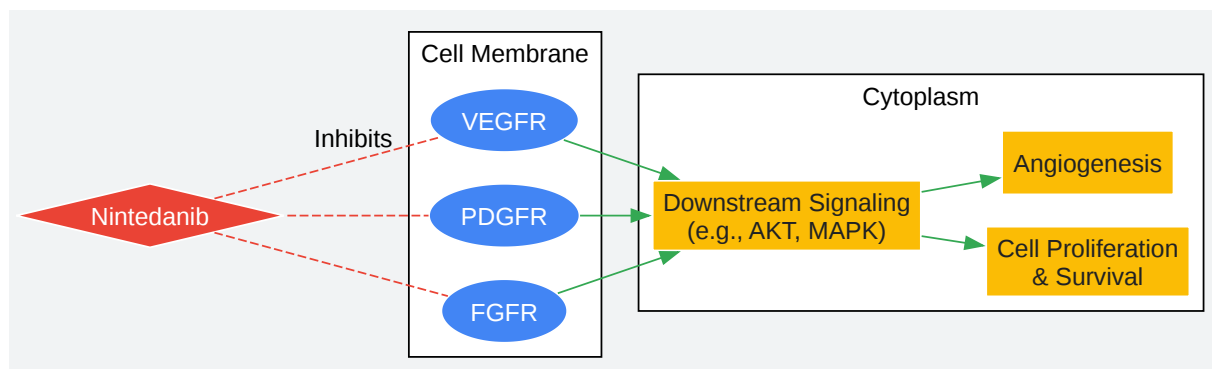 Cell Membrane
Cytoplasm
VEGFR
Inhibits
Angiogenesis
Nintedanib
PDGFR
Downstream Signaling
(e.g., AKT, MAPK)
Cell Proliferation
& Survival
FGFR